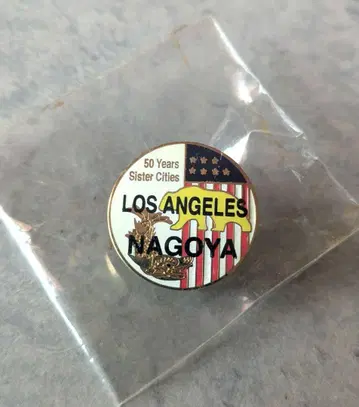 50 Years
Sister Cities
LOS ANGELES
NAGOYA